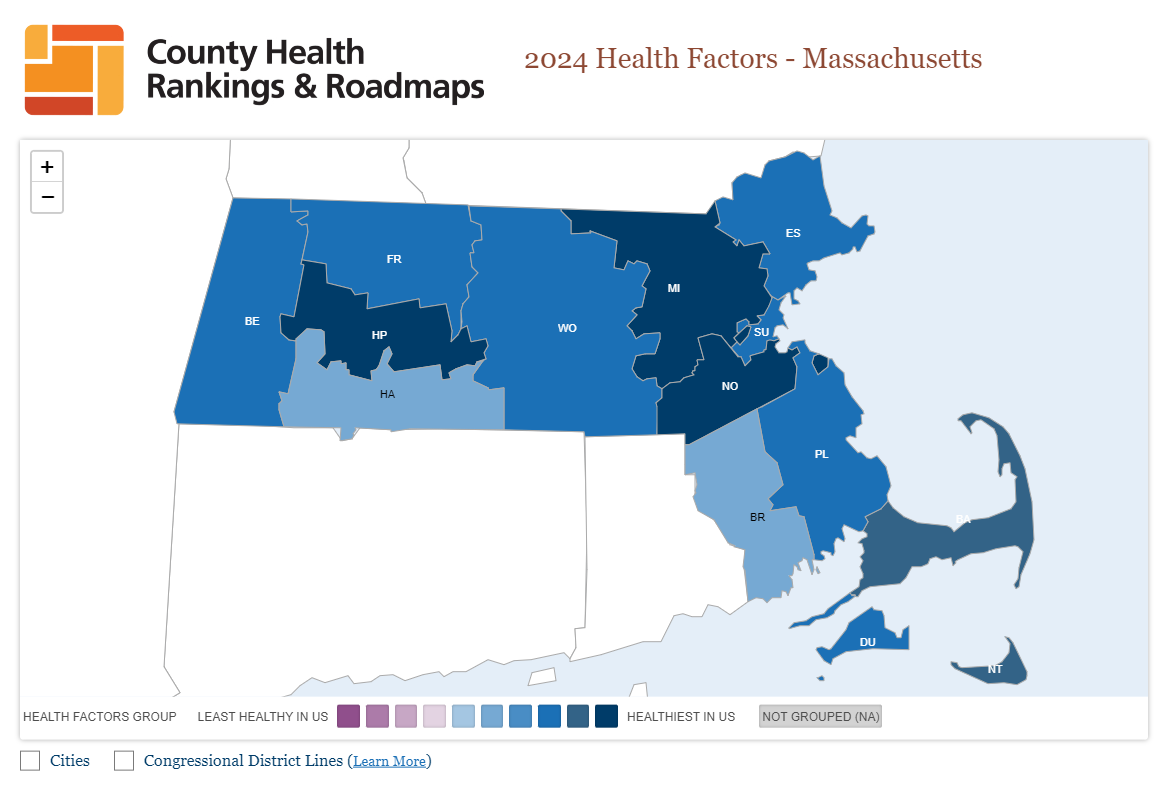 County Health
Rankings & Roadmaps
2024 Health Factors - Massachusetts
+
−
ES
FR
MI
BE
WO
SU
HP
NO
HA
PL
BR
BA
DU
NT
HEALTH FACTORS GROUP LEAST HEALTHY IN US HEALTHIEST IN US NOT GROUPED (NA)
Cities Congressional District Lines (Learn More)